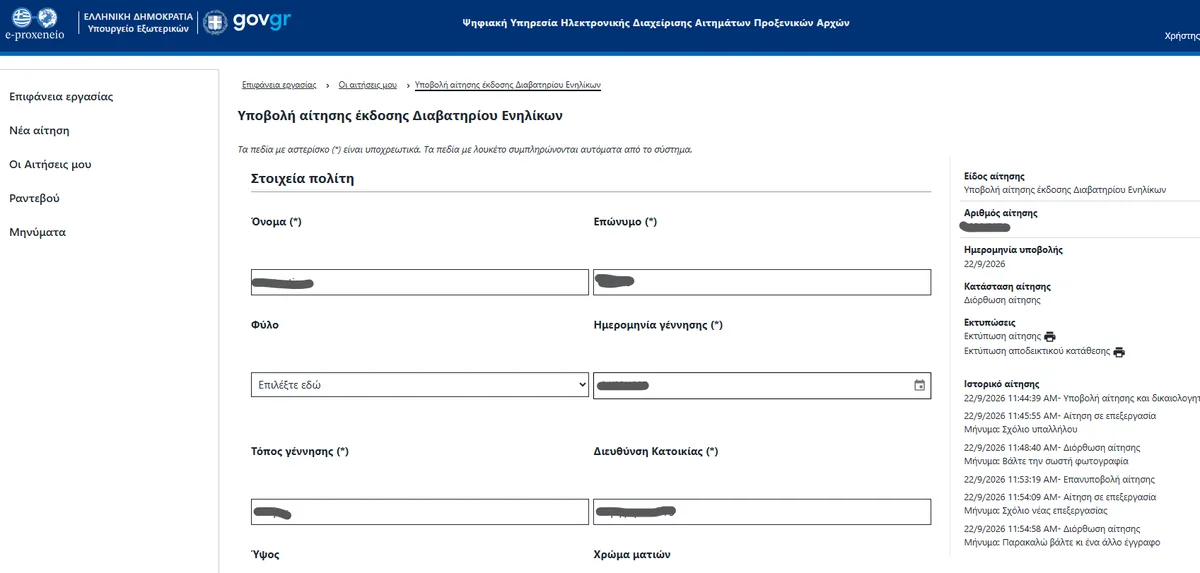 e-proxeneio
ΕΛΛΗΝΙΚΗ ΔΗΜΟΚΡΑΤΙΑ
Υπουργείο Εξωτερικών
govgr
Ψηφιακή Υπηρεσία Ηλεκτρονικής Διαχείρισης Αιτημάτων Προξενικών Αρχών
Χρήστης
Επιφάνεια εργασίας
Νέα αίτηση
Οι Αιτήσεις μου
Ραντεβού
Μηνύματα
Επιφάνεια εργασίας › Οι αιτήσεις μου › Υποβολή αίτησης έκδοσης Διαβατηρίου Ενηλίκων
Υποβολή αίτησης έκδοσης Διαβατηρίου Ενηλίκων
Τα πεδία με αστερίσκο (*) είναι υποχρεωτικά. Τα πεδία με λουκέτο συμπληρώνονται αυτόματα από το σύστημα.
Στοιχεία πολίτη
Όνομα (*)
Επώνυμο (*)
Φύλο
Ημερομηνία γέννησης (*)
Επιλέξτε εδώ
Τόπος γέννησης (*)
Διευθύνση Κατοικίας (*)
Ύψος
Χρώμα ματιών
Είδος αίτησης
Υποβολή αίτησης έκδοσης Διαβατηρίου Ενηλίκων
Αριθμός αίτησης
Ημερομηνία υποβολής
22/9/2026
Κατάσταση αίτησης
Διόρθωση αίτησης
Εκτυπώσεις
Εκτύπωση αίτησης
Εκτύπωση αποδεικτικού κατάθεσης
Ιστορικό αίτησης
22/9/2026 11:44:39 AM- Υποβολή αίτησης και δικαιολογητ
22/9/2026 11:45:55 AM- Αίτηση σε επεξεργασία
Μήνυμα: Σχόλιο υπαλλήλου
22/9/2026 11:48:40 AM- Διόρθωση αίτησης
Μήνυμα: Βάλτε την σωστή φωτογραφία
22/9/2026 11:53:19 AM- Επανυποβολή αίτησης
22/9/2026 11:54:09 AM- Αίτηση σε επεξεργασία
Μήνυμα: Σχόλιο νέας επεξεργασίας
22/9/2026 11:54:58 AM- Διόρθωση αίτησης
Μήνυμα: Παρακαλώ βάλτε κι ένα άλλο έγγραφο